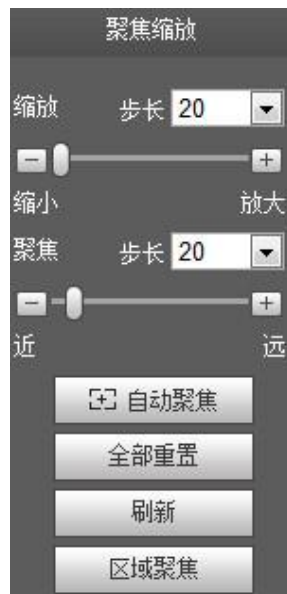 聚焦缩放
缩放 步长 20
缩小 放大
聚焦 步长 20
近 远
自动聚焦
全部重置
刷新
区域聚焦